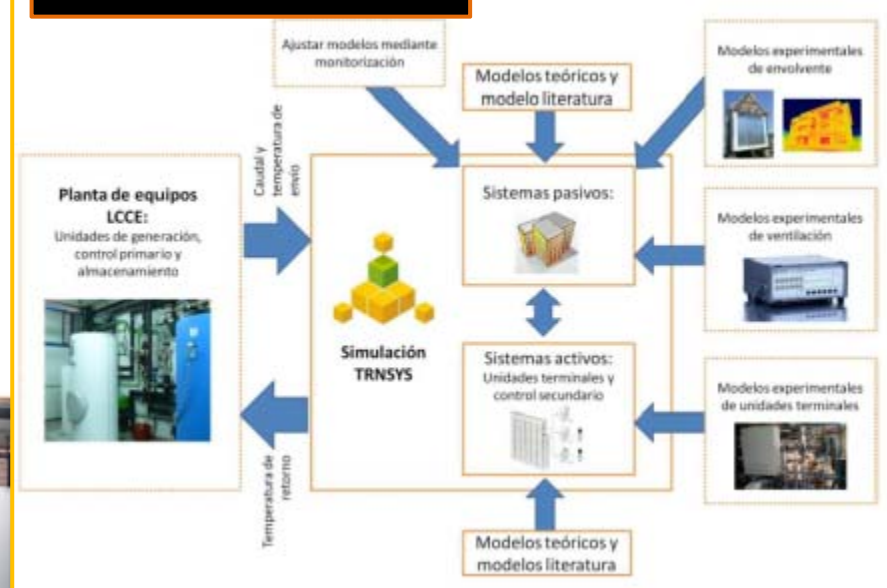 Ajustar modelos mediante
monitorización
Modelos teóricos y
modelo literatura
Modelos experimentales
de envolvente
Caudal y
temperatura de
envío
Planta de equipos
LCCE:
Unidades de generación,
control primario y
almacenamiento
Sistemas pasivos:
Modelos experimentales
de ventilación
Simulación
TRNSYS
Sistemas activos:
Unidades terminales y
control secundario
Modelos experimentales
de unidades terminales
Temperatura de
retorno
Modelos teóricos y
modelos literatura